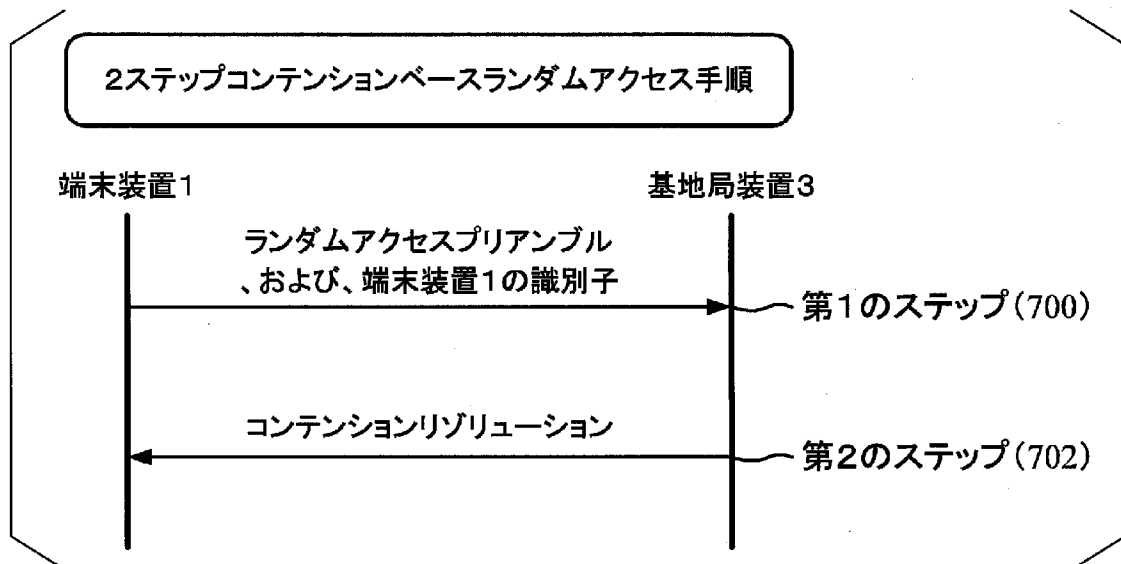 2ステップコンテンションベースランダムアクセス手順
端末装置1
基地局装置3
ランダムアクセスプリアンブル
、および、端末装置1の識別子
第1のステップ(700)
コンテンションリゾリューション
第2のステップ(702)